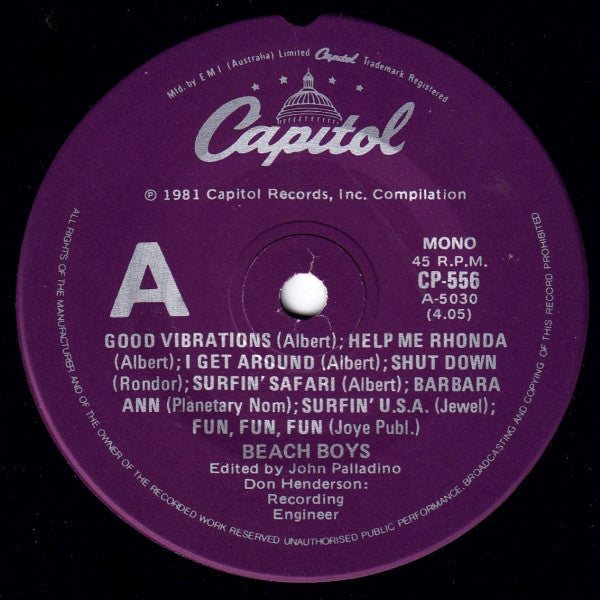 Mfd. by E M I (Australia) Limited Capitol Trademark Registered
Capitol
℗ 1981 Capitol Records, Inc. Compilation
A
MONO
45 R.P.M.
CP-556
A-5030
(4.05)
GOOD VIBRATIONS (Albert); HELP ME RHONDA
(Albert); I GET AROUND (Albert); SHUT DOWN
(Rondor); SURFIN' SAFARI (Albert); BARBARA
ANN (Planetary Nom); SURFIN' U.S.A. (Jewel);
FUN, FUN, FUN (Joye Publ.)
BEACH BOYS
Edited by John Palladino
Don Henderson:
Recording
Engineer
ALL RIGHTS OF THE MANUFACTURER AND OF THE OWNER OF THE RECORDED WORK RESERVED UNAUTHORISED PUBLIC PERFORMANCE, BROADCASTING AND COPYING OF THIS RECORD PROHIBITED